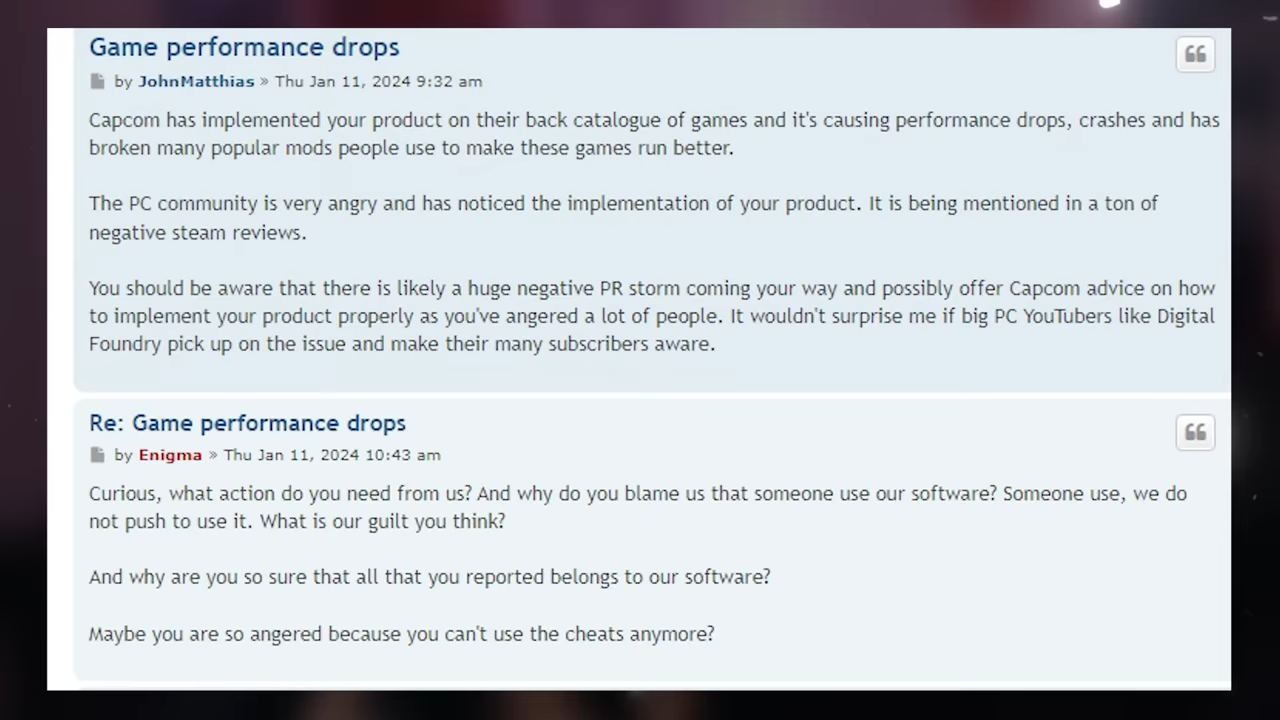 Game performance drops
by JohnMatthias » Thu Jan 11, 2024 9:32 am
Capcom has implemented your product on their back catalogue of games and it's causing performance drops, crashes and has
broken many popular mods people use to make these games run better.
The PC community is very angry and has noticed the implementation of your product. It is being mentioned in a ton of
negative steam reviews.
You should be aware that there is likely a huge negative PR storm coming your way and possibly offer Capcom advice on how
to implement your product properly as you've angered a lot of people. It wouldn't surprise me if big PC YouTubers like Digital
Foundry pick up on the issue and make their many subscribers aware.
Re: Game performance drops
by Enigma » Thu Jan 11, 2024 10:43 am
Curious, what action do you need from us? And why do you blame us that someone use our software? Someone use, we do
not push to use it. What is our guilt you think?
And why are you so sure that all that you reported belongs to our software?
Maybe you are so angered because you can't use the cheats anymore?